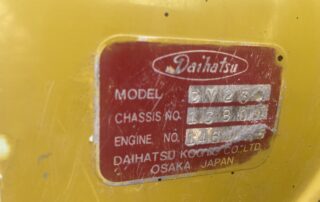 Daihatsu
MODEL
CHASSIS NO.
ENGINE NO.
DAIHATSU KOGYO CO., LTD.
OSAKA JAPAN